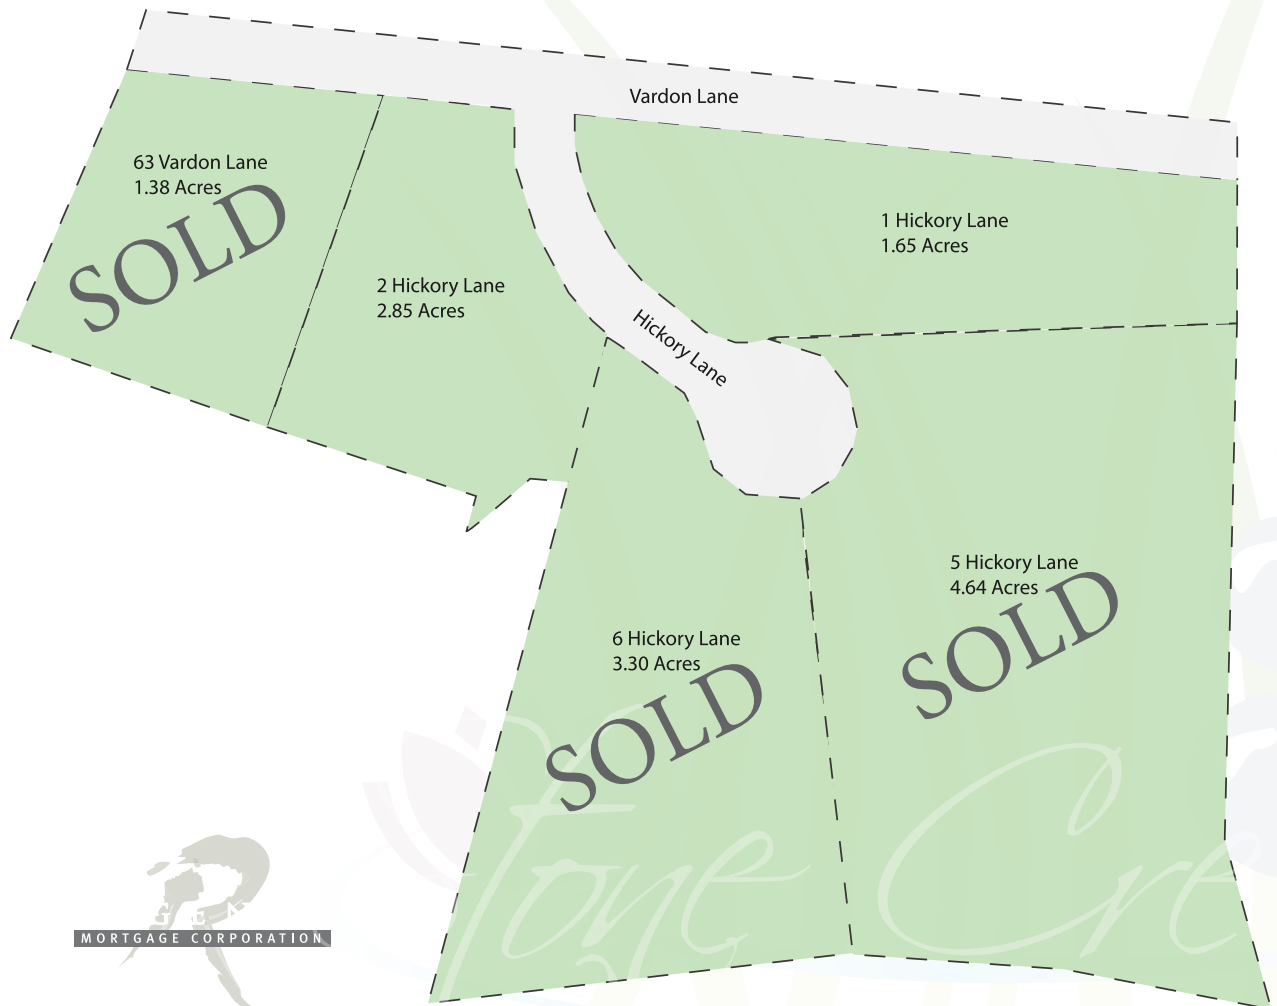 Vardon Lane
63 Vardon Lane
1.38 Acres
SOLD
1 Hickory Lane
1.65 Acres
2 Hickory Lane
2.85 Acres
Hickory Lane
5 Hickory Lane
4.64 Acres
SOLD
6 Hickory Lane
3.30 Acres
SOLD
MORTGAGE CORPORATION